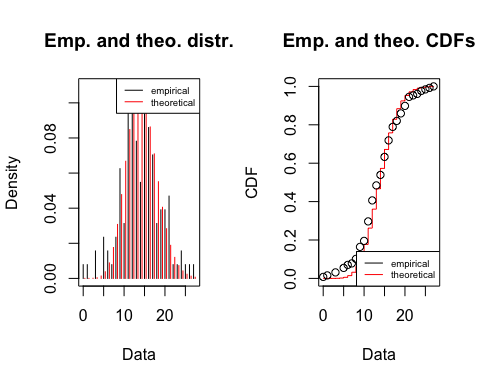 Emp. and theo. distr.
empirical
theoretical
Density
0.00
0.04
0.08
0
10
20
Data
Emp. and theo. CDFs
empirical
theoretical
CDF
0.0
0.2
0.4
0.6
0.8
1.0
0
10
20
Data